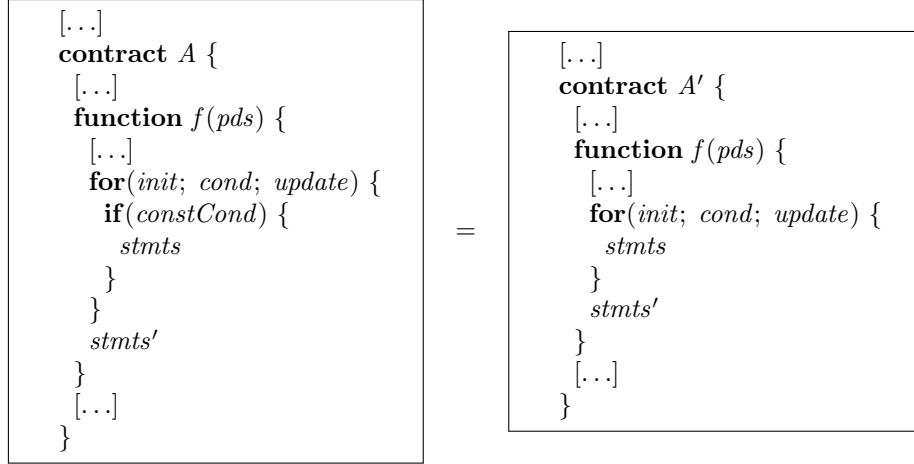 […]
contract A {
[…]
function f(pds) {
[…]
for(init; cond; update) {
if(constCond) {
stmts
}
}
stmts′
}
[…]
}
=
[…]
contract A′ {
[…]
function f(pds) {
[…]
for(init; cond; update) {
stmts
}
stmts′
}
[…]
}